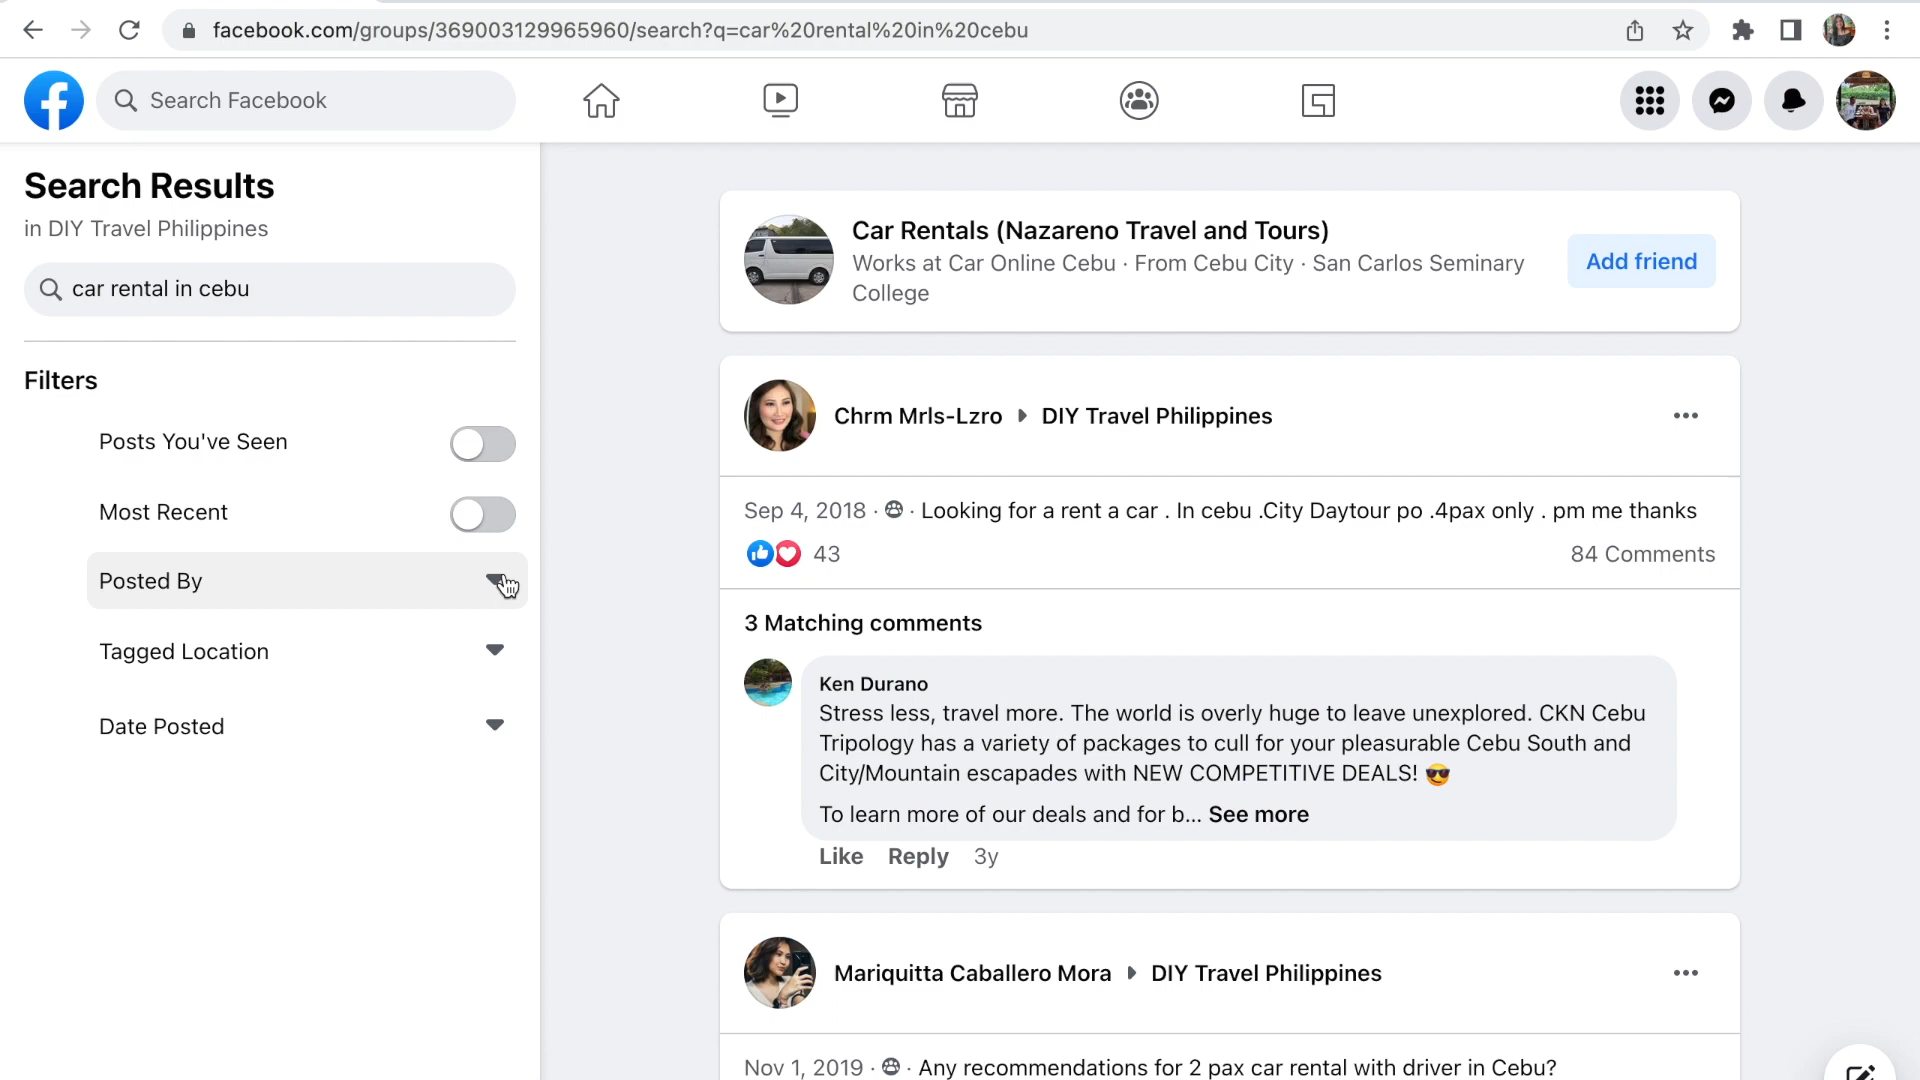 facebook.com/groups/369003129965960/search?q=car%20rental%20in%20cebu
Search Facebook
Search Results
in DIY Travel Philippines
car rental in cebu
Filters
Posts You've Seen
Most Recent
Posted By
Tagged Location
Date Posted
Car Rentals (Nazareno Travel and Tours)
Works at Car Online Cebu · From Cebu City · San Carlos Seminary
College
Add friend
Chrm Mrls-Lzro ▸ DIY Travel Philippines
Sep 4, 2018 · · Looking for a rent a car . In cebu .City Daytour po .4pax only . pm me thanks
43
84 Comments
3 Matching comments
Ken Durano
Stress less, travel more. The world is overly huge to leave unexplored. CKN Cebu
Tripology has a variety of packages to cull for your pleasurable Cebu South and
City/Mountain escapades with NEW COMPETITIVE DEALS! 😎
To learn more of our deals and for b... See more
Like Reply 3y
Mariquitta Caballero Mora ▸ DIY Travel Philippines
Nov 1, 2019 · · Any recommendations for 2 pax car rental with driver in Cebu?